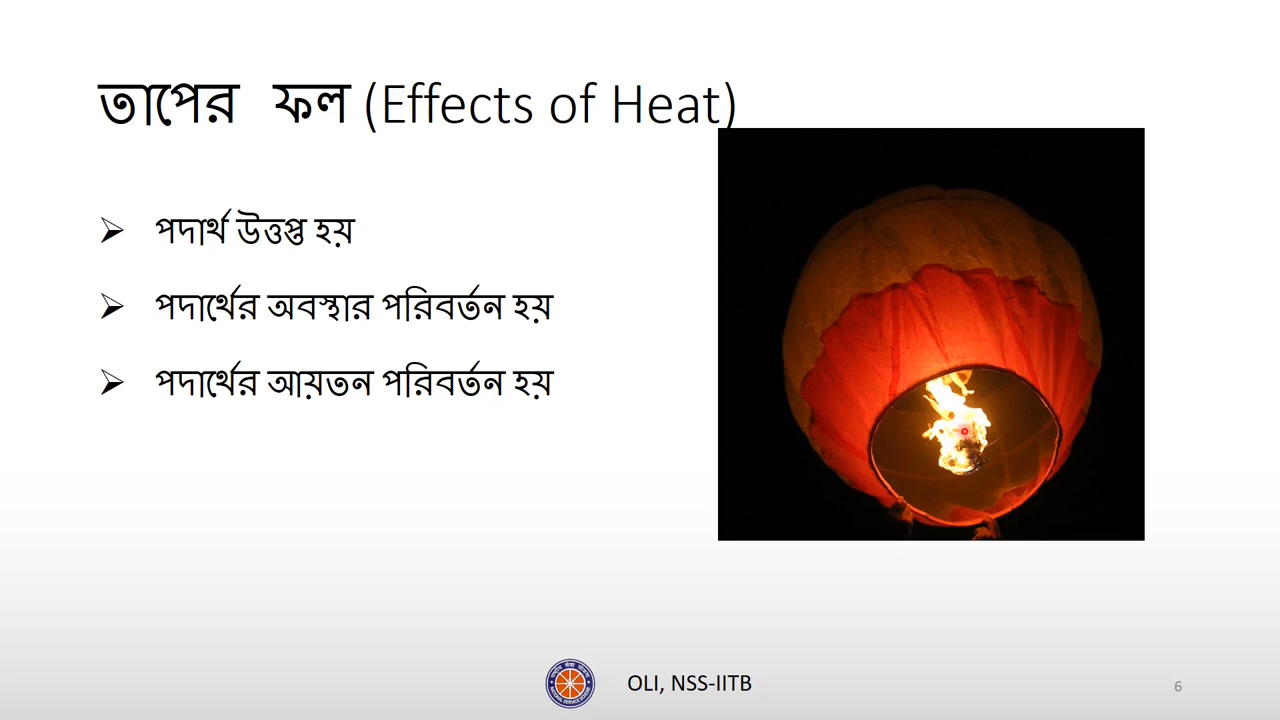 তাপের ফল (Effects of Heat)
➢ পদার্থ উত্তপ্ত হয়
➢ পদার্থের অবস্থার পরিবর্তন হয়
➢ পদার্থের আয়তন পরিবর্তন হয়
OLI, NSS-IITB
6